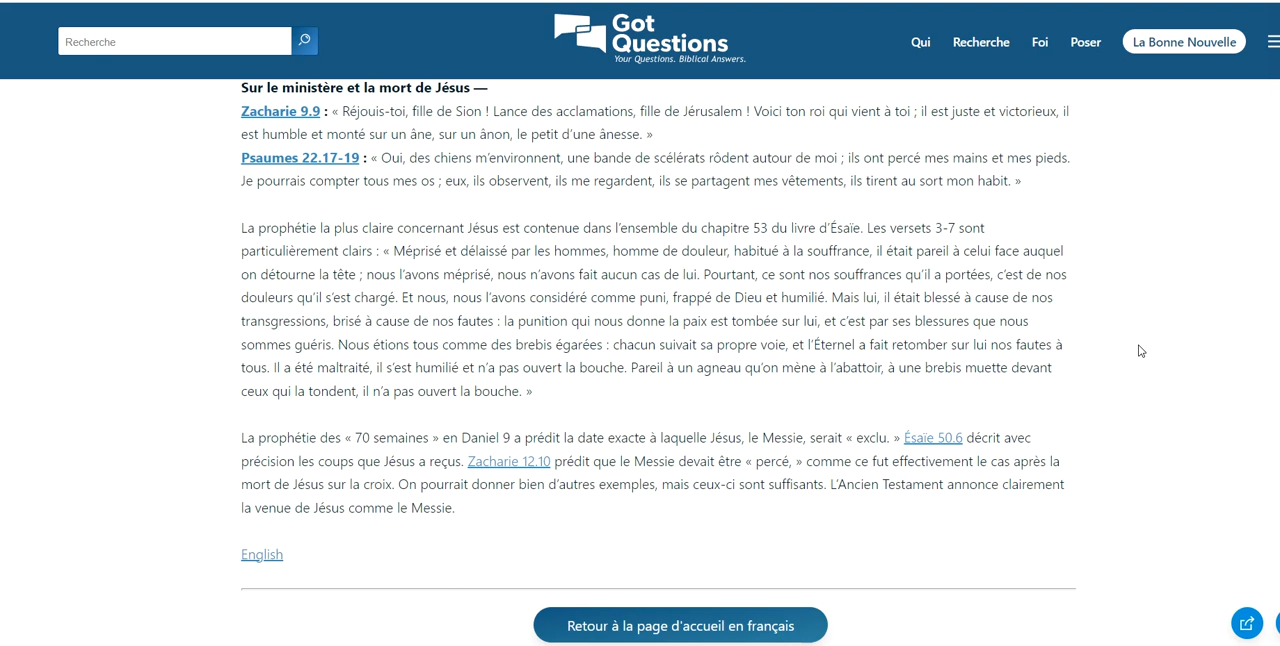 Recherche
Got
Questions
Your Questions. Biblical Answers.
Qui
Recherche
Foi
Poser
La Bonne Nouvelle
Sur le ministère et la mort de Jésus —
Zacharie 9.9 : « Réjouis-toi, fille de Sion ! Lance des acclamations, fille de Jérusalem ! Voici ton roi qui vient à toi ; il est juste et victorieux, il
est humble et monté sur un âne, sur un ânon, le petit d’une ânesse. »
Psaumes 22.17-19 : « Oui, des chiens m’environnent, une bande de scélérats rôdent autour de moi ; ils ont percé mes mains et mes pieds.
Je pourrais compter tous mes os ; eux, ils observent, ils me regardent, ils se partagent mes vêtements, ils tirent au sort mon habit. »
La prophétie la plus claire concernant Jésus est contenue dans l’ensemble du chapitre 53 du livre d’Ésaïe. Les versets 3-7 sont
particulièrement clairs : « Méprisé et délaissé par les hommes, homme de douleur, habitué à la souffrance, il était pareil à celui face auquel
on détourne la tête ; nous l’avons méprisé, nous n’avons fait aucun cas de lui. Pourtant, ce sont nos souffrances qu’il a portées, c’est de nos
douleurs qu’il s’est chargé. Et nous, nous l’avons considéré comme puni, frappé de Dieu et humilié. Mais lui, il était blessé à cause de nos
transgressions, brisé à cause de nos fautes : la punition qui nous donne la paix est tombée sur lui, et c’est par ses blessures que nous
sommes guéris. Nous étions tous comme des brebis égarées : chacun suivait sa propre voie, et l’Éternel a fait retomber sur lui nos fautes à
tous. Il a été maltraité, il s’est humilié et n’a pas ouvert la bouche. Pareil à un agneau qu’on mène à l’abattoir, à une brebis muette devant
ceux qui la tondent, il n’a pas ouvert la bouche. »
La prophétie des « 70 semaines » en Daniel 9 a prédit la date exacte à laquelle Jésus, le Messie, serait « exclu. » Ésaïe 50.6 décrit avec
précision les coups que Jésus a reçus. Zacharie 12.10 prédit que le Messie devait être « percé, » comme ce fut effectivement le cas après la
mort de Jésus sur la croix. On pourrait donner bien d’autres exemples, mais ceux-ci sont suffisants. L’Ancien Testament annonce clairement
la venue de Jésus comme le Messie.
English
Retour à la page d'accueil en français